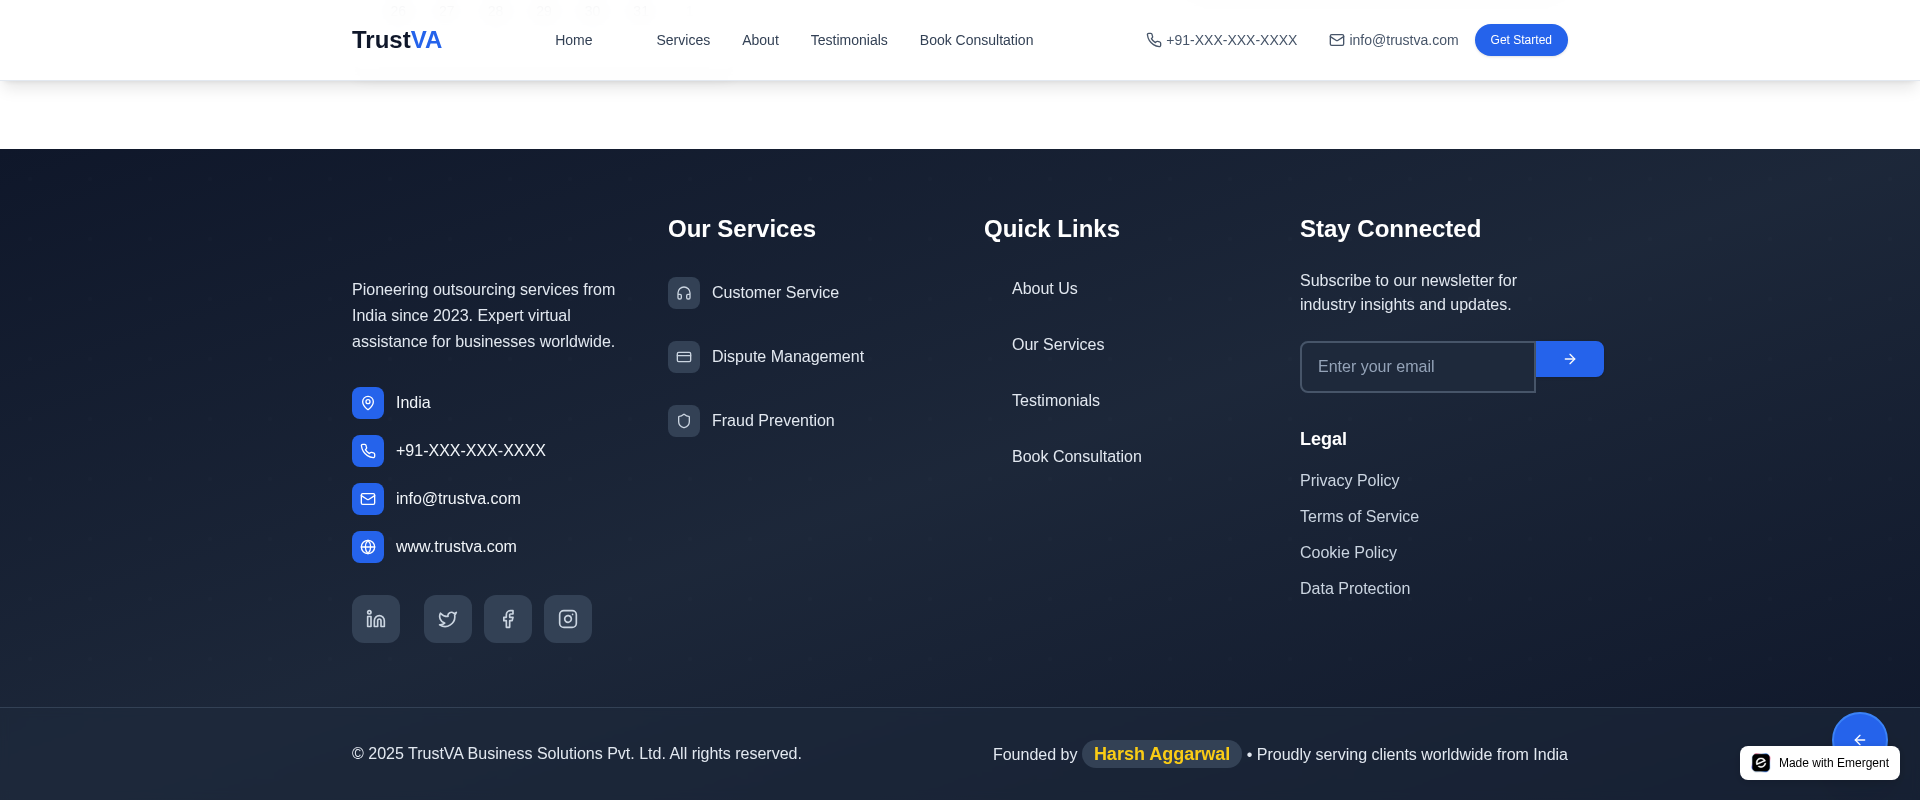 TrustVA
Home
Services
About
Testimonials
Book Consultation
+91-XXX-XXX-XXXX
info@trustva.com
Get Started
Pioneering outsourcing services from
India since 2023. Expert virtual
assistance for businesses worldwide.
India
+91-XXX-XXX-XXXX
info@trustva.com
www.trustva.com
Our Services
Customer Service
Dispute Management
Fraud Prevention
Quick Links
About Us
Our Services
Testimonials
Book Consultation
Stay Connected
Subscribe to our newsletter for
industry insights and updates.
Enter your email
Legal
Privacy Policy
Terms of Service
Cookie Policy
Data Protection
© 2025 TrustVA Business Solutions Pvt. Ltd. All rights reserved.
Founded by Harsh Aggarwal • Proudly serving clients worldwide from India
Made with Emergent